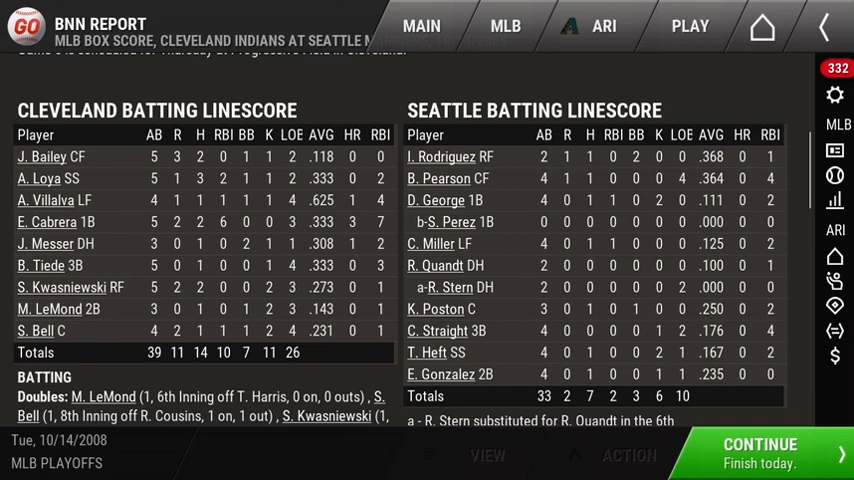 GO
BNN REPORT
MLB BOX SCORE, CLEVELAND INDIANS AT SEATTLE
MAIN
MLB
ARI
PLAY
332
MLB
ARI
CLEVELAND BATTING LINESCORE
Player AB R H RBI BB K LOB AVG HR RBI
J. Bailey CF 5 3 2 0 1 1 2 .118 0 0
A. Loya SS 5 1 3 2 1 1 2 .333 0 2
A. Villalva LF 4 1 1 1 1 1 4 .625 1 4
E. Cabrera 1B 5 2 2 6 0 0 3 .333 3 7
J. Messer DH 3 0 1 0 2 1 1 .308 1 2
B. Tiede 3B 5 0 1 0 0 1 4 .333 0 3
S. Kwasniewski RF 5 2 2 0 0 2 3 .273 0 1
M. LeMond 2B 3 0 1 0 1 2 3 .143 0 1
S. Bell C 4 2 1 1 1 2 4 .231 0 1
Totals 39 11 14 10 7 11 26
BATTING
Doubles: M. LeMond (1, 6th Inning off T. Harris, 0 on, 0 outs) , S.
Bell (1, 8th Inning off R. Cousins, 1 on, 1 out) , S. Kwasniewski (1,
SEATTLE BATTING LINESCORE
Player AB R H RBI BB K LOB AVG HR RBI
I. Rodriguez RF 2 1 1 0 2 0 0 .368 0 1
B. Pearson CF 4 1 1 0 0 0 4 .364 0 4
D. George 1B 4 0 1 1 0 2 0 .111 0 2
b-S. Perez 1B 0 0 0 0 0 0 0 .000 0 0
C. Miller LF 4 0 1 1 0 0 0 .125 0 2
R. Quandt DH 2 0 0 0 0 0 0 .100 0 1
a-R. Stern DH 2 0 0 0 0 0 2 .000 0 0
K. Poston C 3 0 1 0 1 0 0 .250 0 2
C. Straight 3B 4 0 0 0 0 1 2 .176 0 4
T. Heft SS 4 0 1 0 0 2 1 .167 0 2
E. Gonzalez 2B 4 0 1 0 0 1 1 .235 0 0
Totals 33 2 7 2 3 6 10
a - R. Stern substituted for R. Quandt in the 6th
Tue, 10/14/2008
MLB PLAYOFFS
VIEW
ACTION
CONTINUE
Finish today.